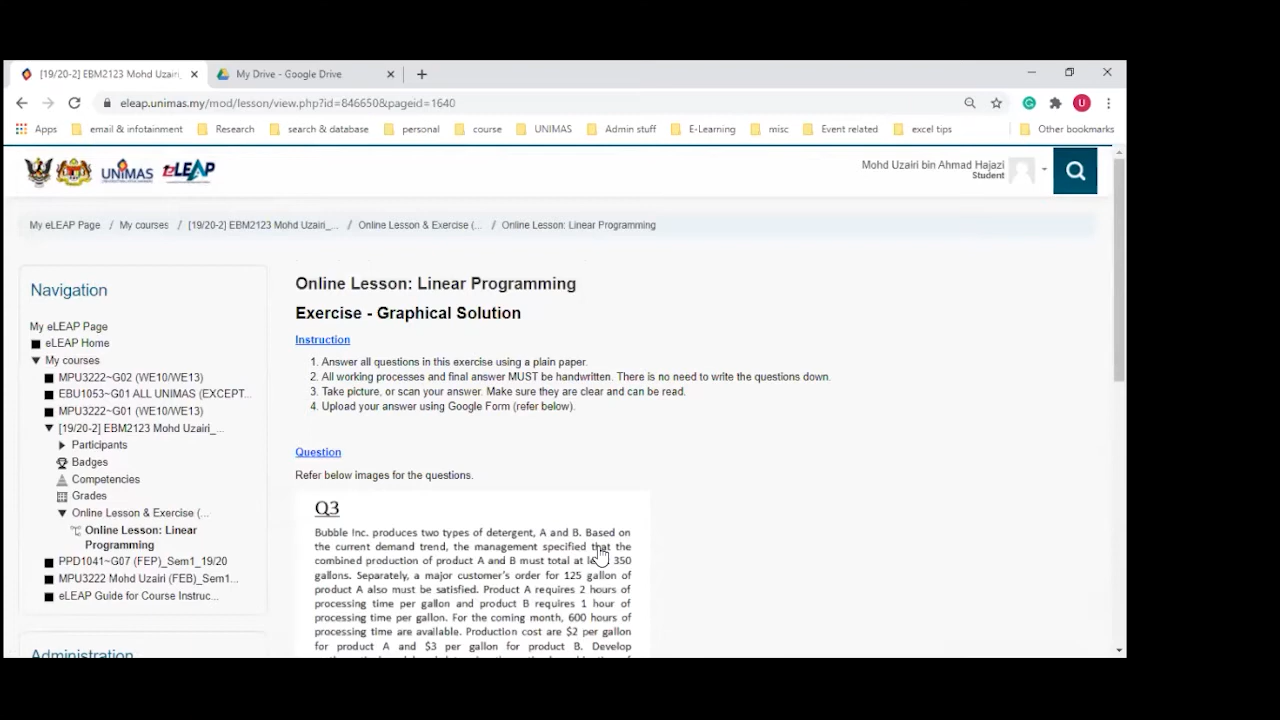 [19/20-2] EBM2123 Mohd Uzairi_
My Drive - Google Drive
eleap.unimas.my/mod/lesson/view.php?id=846650&pageid=1640
U
Apps email & infotainment Research search & database personal course UNIMAS Admin stuff E-Learning misc Event related excel tips Other bookmarks
UNIMAS eLEAP
Mohd Uzairi bin Ahmad Hajazi
Student
My eLEAP Page / My courses / [19/20-2] EBM2123 Mohd Uzairi_... / Online Lesson & Exercise (... / Online Lesson: Linear Programming
Navigation
My eLEAP Page
eLEAP Home
My courses
MPU3222~G02 (WE10/WE13)
EBU1053~G01 ALL UNIMAS (EXCEPT...
MPU3222~G01 (WE10/WE13)
[19/20-2] EBM2123 Mohd Uzairi_...
Participants
Badges
Competencies
Grades
Online Lesson & Exercise (...
Online Lesson: Linear
Programming
PPD1041~G07 (FEP)_Sem1_19/20
MPU3222 Mohd Uzairi (FEB)_Sem1...
eLEAP Guide for Course Instruc...
Administration
Online Lesson: Linear Programming
Exercise - Graphical Solution
Instruction
1. Answer all questions in this exercise using a plain paper.
2. All working processes and final answer MUST be handwritten. There is no need to write the questions down.
3. Take picture, or scan your answer. Make sure they are clear and can be read.
4. Upload your answer using Google Form (refer below).
Question
Refer below images for the questions.
Q3
Bubble Inc. produces two types of detergent, A and B. Based on
the current demand trend, the management specified that the
combined production of product A and B must total at 350
gallons. Separately, a major customer's order for 125 gallon of
product A also must be satisfied. Product A requires 2 hours of
processing time per gallon and product B requires 1 hour of
processing time per gallon. For the coming month, 600 hours of
processing time are available. Production cost are $2 per gallon
for product A and $3 per gallon for product B. Develop